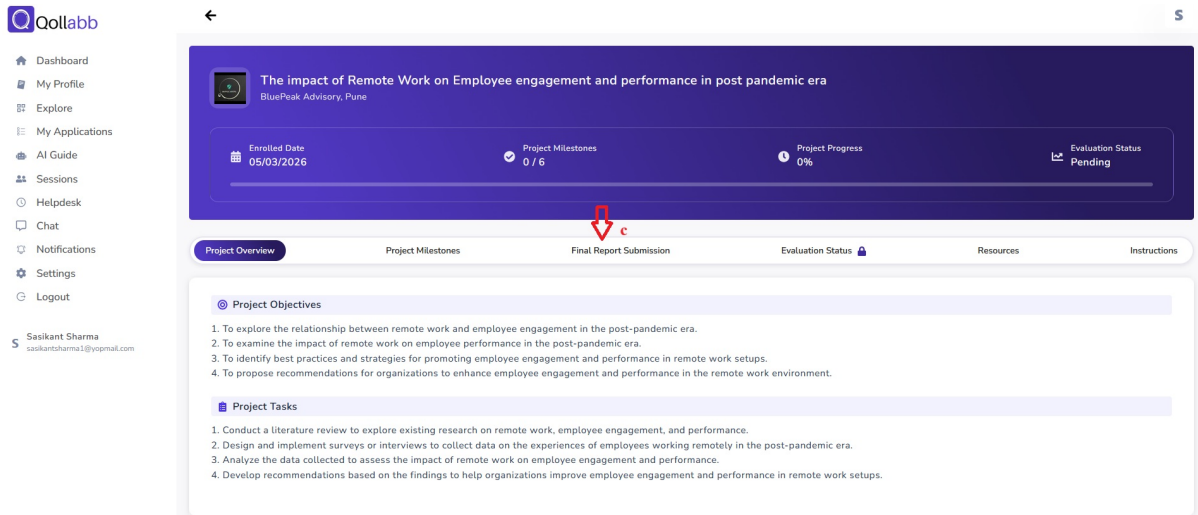 Qollabb
S
Dashboard
My Profile
Explore
My Applications
AI Guide
Sessions
Helpdesk
Chat
Notifications
Settings
Logout
S
Sasikant Sharma
sasikantsharma1@yopmail.com
The impact of Remote Work on Employee engagement and performance in post pandemic era
BluePeak Advisory, Pune
Enrolled Date
05/03/2026
Project Milestones
0 / 6
Project Progress
0%
Evaluation Status
Pending
c
Project Overview
Project Milestones
Final Report Submission
Evaluation Status
Resources
Instructions
Project Objectives
1. To explore the relationship between remote work and employee engagement in the post-pandemic era.
2. To examine the impact of remote work on employee performance in the post-pandemic era.
3. To identify best practices and strategies for promoting employee engagement and performance in remote work setups.
4. To propose recommendations for organizations to enhance employee engagement and performance in the remote work environment.
Project Tasks
1. Conduct a literature review to explore existing research on remote work, employee engagement, and performance.
2. Design and implement surveys or interviews to collect data on the experiences of employees working remotely in the post-pandemic era.
3. Analyze the data collected to assess the impact of remote work on employee engagement and performance.
4. Develop recommendations based on the findings to help organizations improve employee engagement and performance in remote work setups.